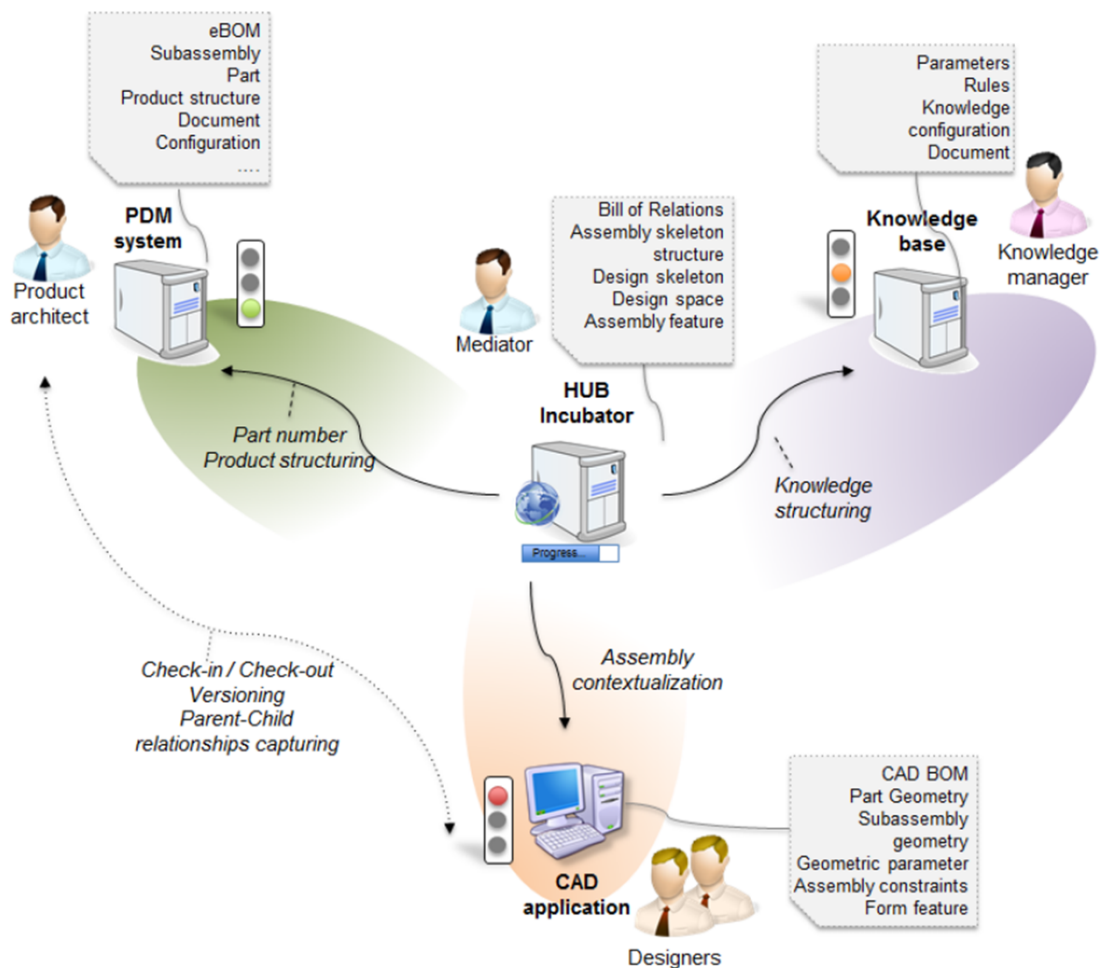 eBOM
Subassembly
Part
Product structure
Document
Configuration
....
PDM
system
Product
architect
Parameters
Rules
Knowledge
configuration
Document
Knowledge
base
Knowledge
manager
Bill of Relations
Assembly skeleton
structure
Design skeleton
Design space
Assembly feature
Mediator
HUB
Incubator
Progress...
Part number
Product structuring
Knowledge
structuring
Assembly
contextualization
Check-in / Check-out
Versioning
Parent-Child
relationships capturing
CAD
application
Designers
CAD BOM
Part Geometry
Subassembly
geometry
Geometric parameter
Assembly constraints
Form feature